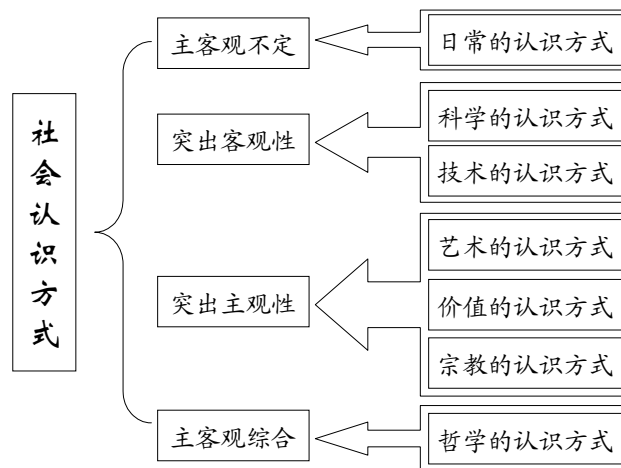 社会认识方式
主客观不定
日常的认识方式
突出客观性
科学的认识方式
技术的认识方式
突出主观性
艺术的认识方式
价值的认识方式
宗教的认识方式
主客观综合
哲学的认识方式